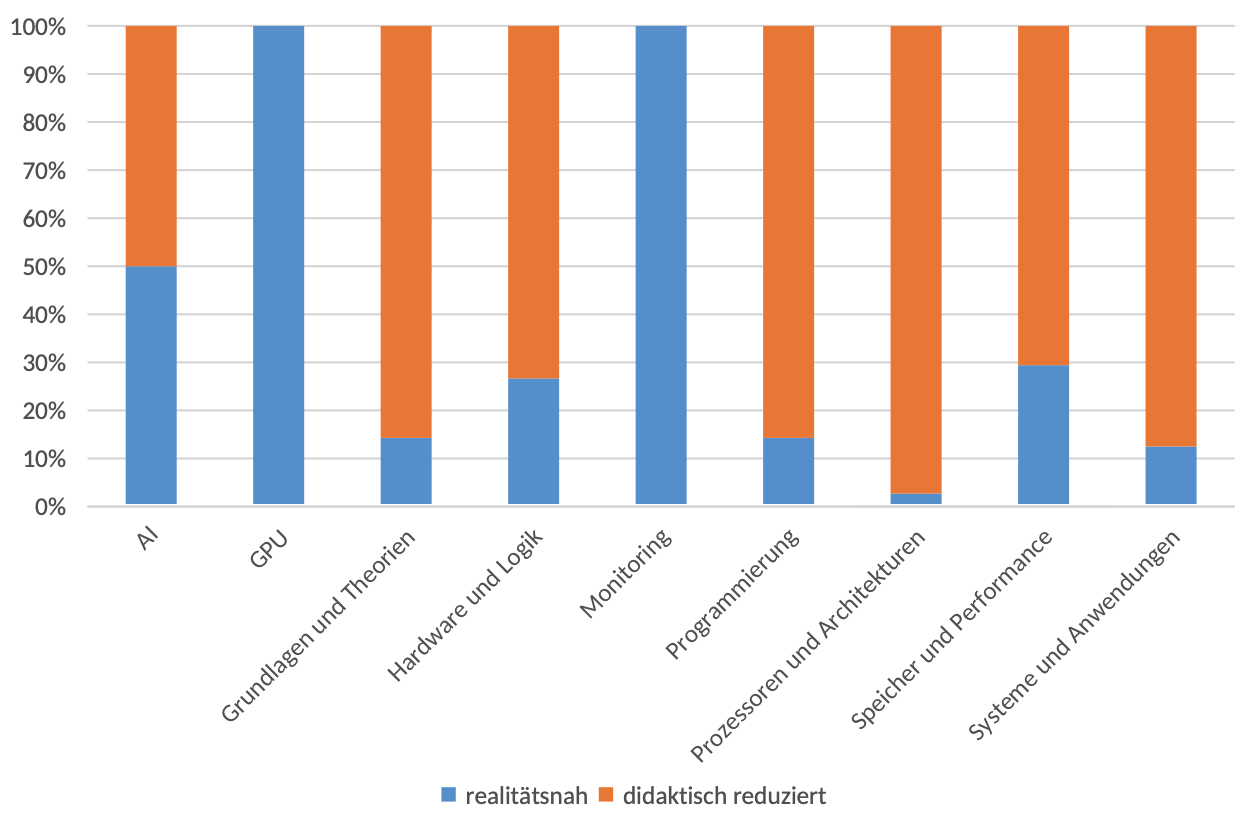 100%
90%
80%
70%
60%
50%
40%
30%
20%
10%
0%
AI
GPU
Grundlagen und Theorien
Hardware und Logik
Monitoring
Programmierung
Prozessoren und Architekturen
Speicher und Performance
Systeme und Anwendungen
realitätsnah didaktisch reduziert